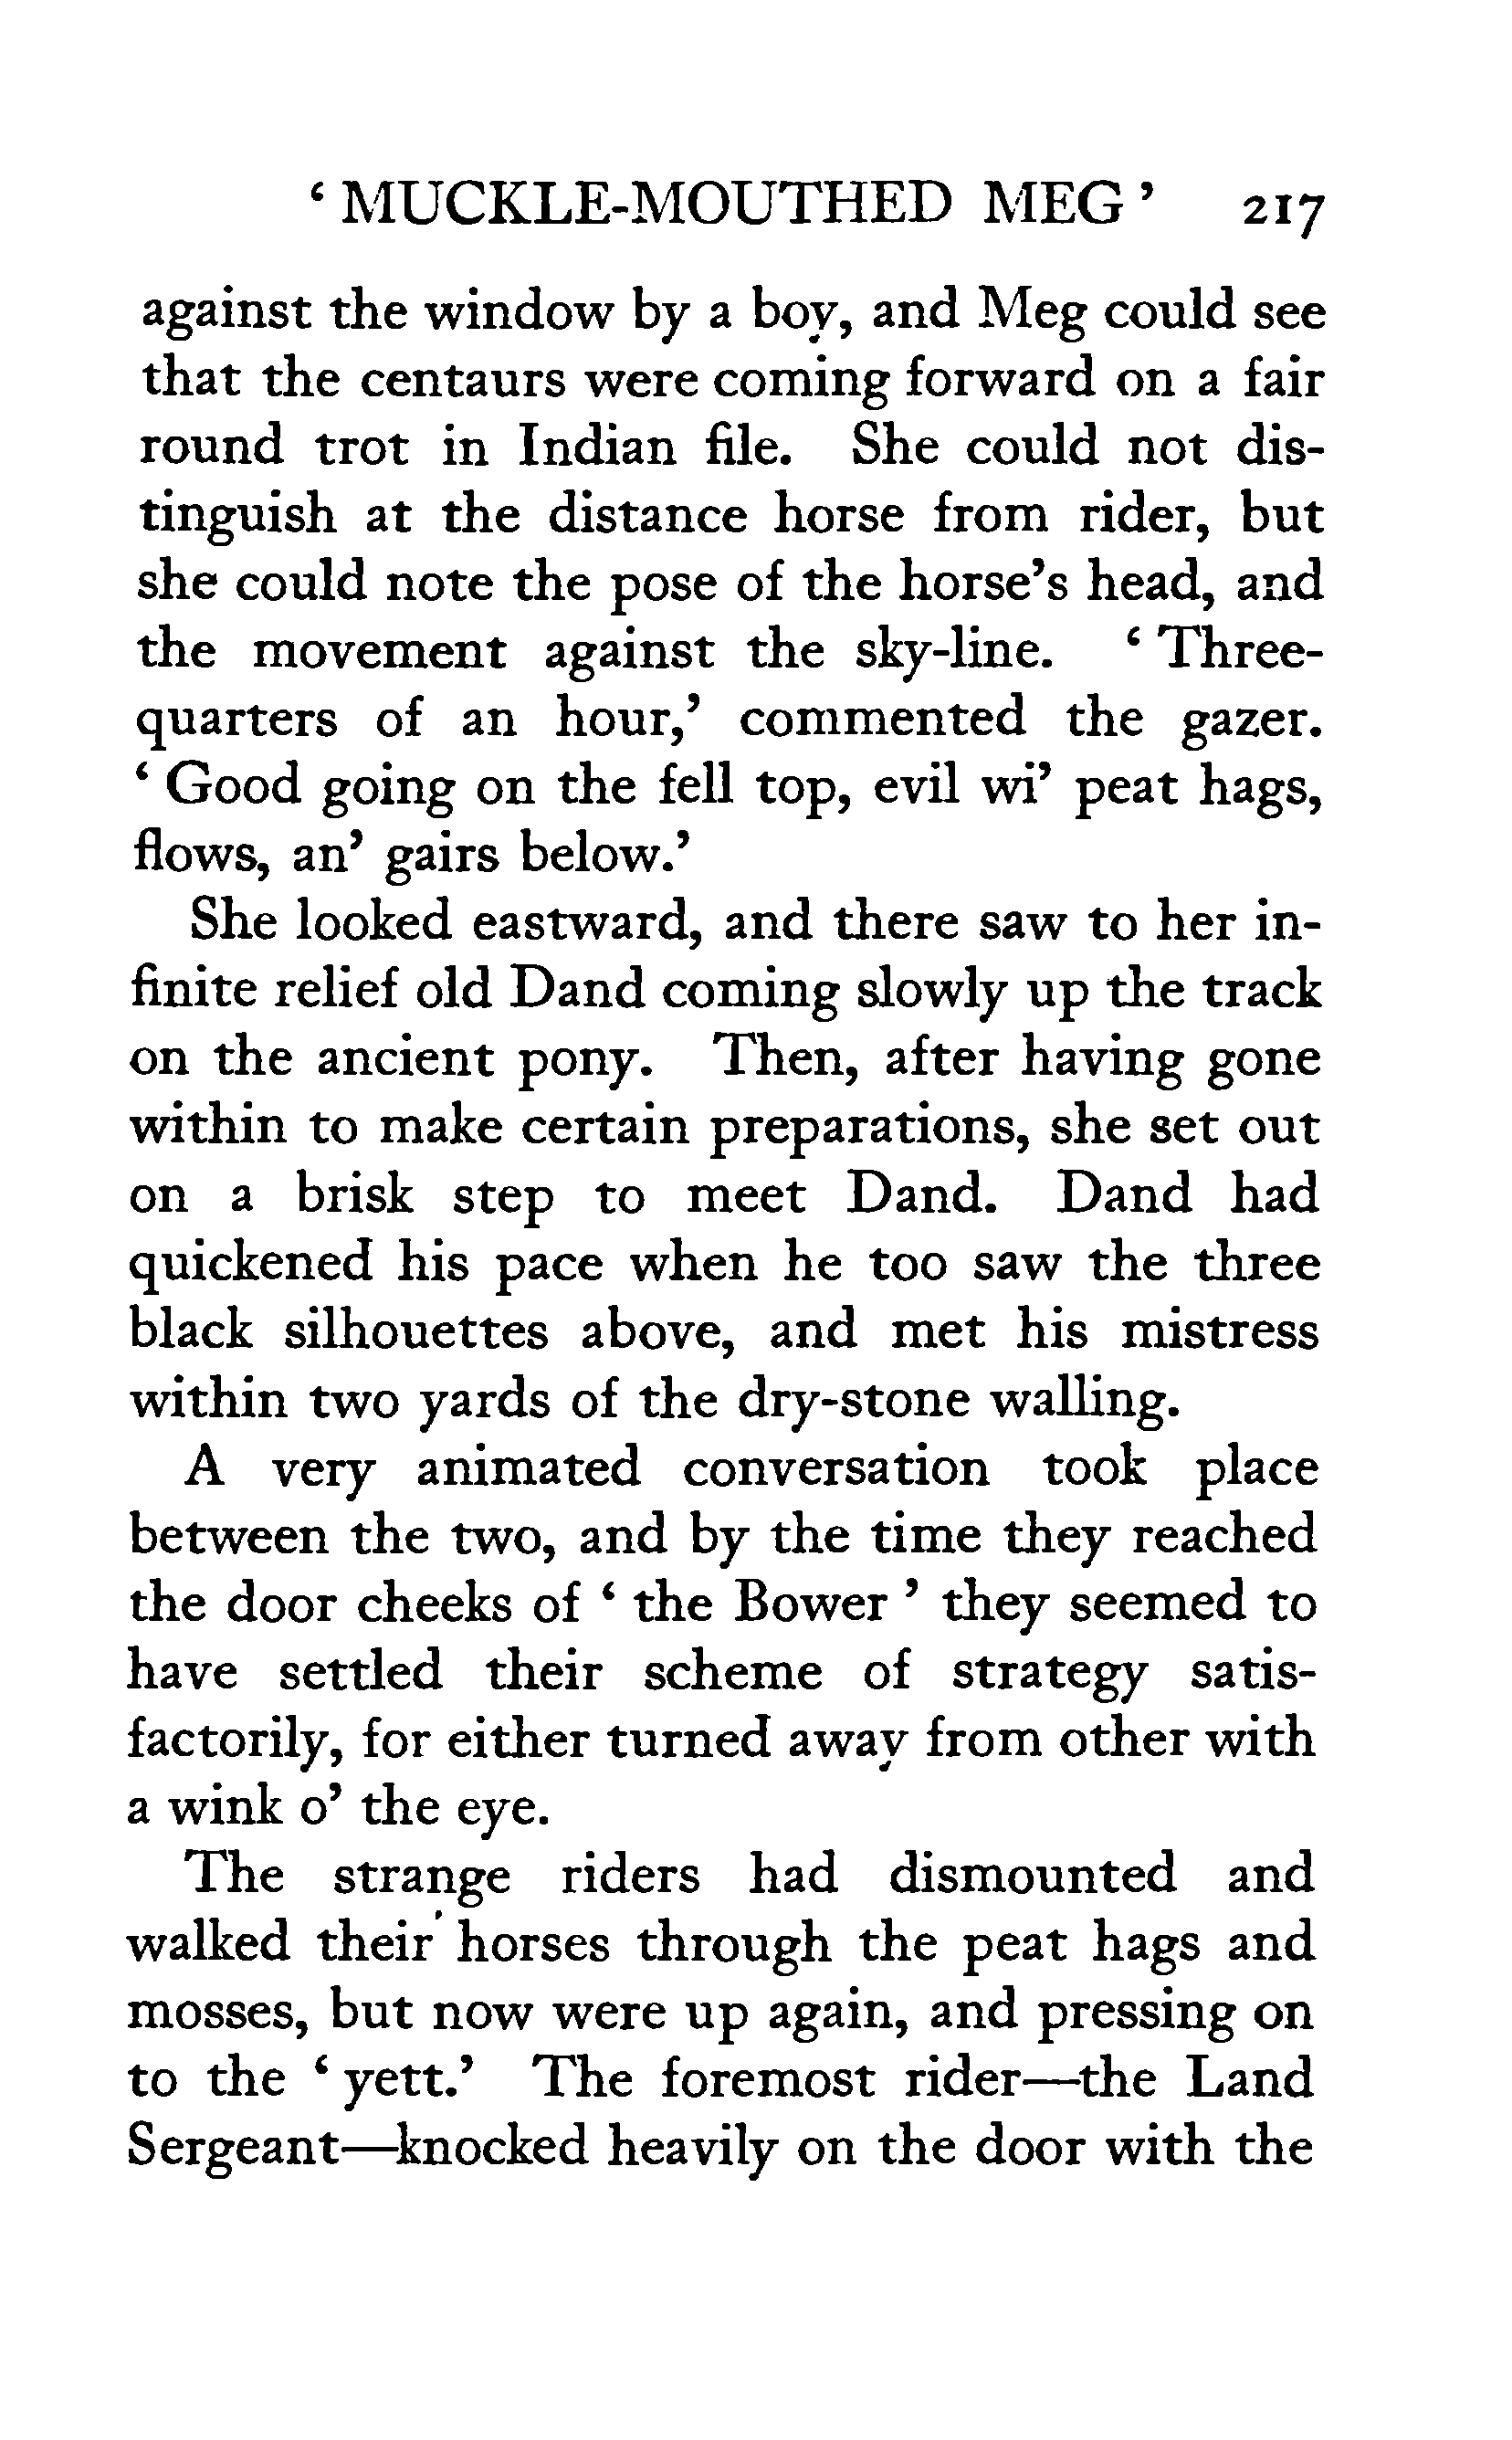 ‘ MUCKLE-MOUTHED MEG ’ 217
against the window by a boy, and Meg could see
that the centaurs were coming forward on a fair
round trot in Indian file. She could not dis-
tinguish at the distance horse from rider, but
she could note the pose of the horse’s head, and
the movement against the sky-line. ‘ Three-
quarters of an hour,’ commented the gazer.
‘ Good going on the fell top, evil wi’ peat hags,
flows, an’ gairs below.’
She looked eastward, and there saw to her in-
finite relief old Dand coming slowly up the track
on the ancient pony. Then, after having gone
within to make certain preparations, she set out
on a brisk step to meet Dand. Dand had
quickened his pace when he too saw the three
black silhouettes above, and met his mistress
within two yards of the dry-stone walling.
A very animated conversation took place
between the two, and by the time they reached
the door cheeks of ‘ the Bower ’ they seemed to
have settled their scheme of strategy satis-
factorily, for either turned away from other with
a wink o’ the eye.
The strange riders had dismounted and
walked their horses through the peat hags and
mosses, but now were up again, and pressing on
to the ‘ yett.’ The foremost rider—the Land
Sergeant—knocked heavily on the door with the